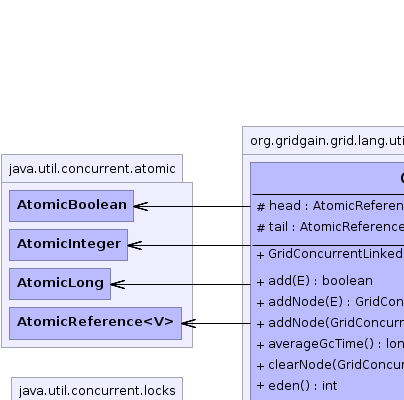 java.util.concurrent.atomic
AtomicBoolean
AtomicInteger
AtomicLong
AtomicReference<V>
java.util.concurrent.locks
org.gridgain.grid.lang.uti
# head : AtomicReferen
# tail : AtomicReference
+ GridConcurrentLinked
+ add(E) : boolean
+ addNode(E) : GridCon
+ addNode(GridConcurr
+ averageGcTime() : lon
+ clearNode(GridConcur
+ eden() : int